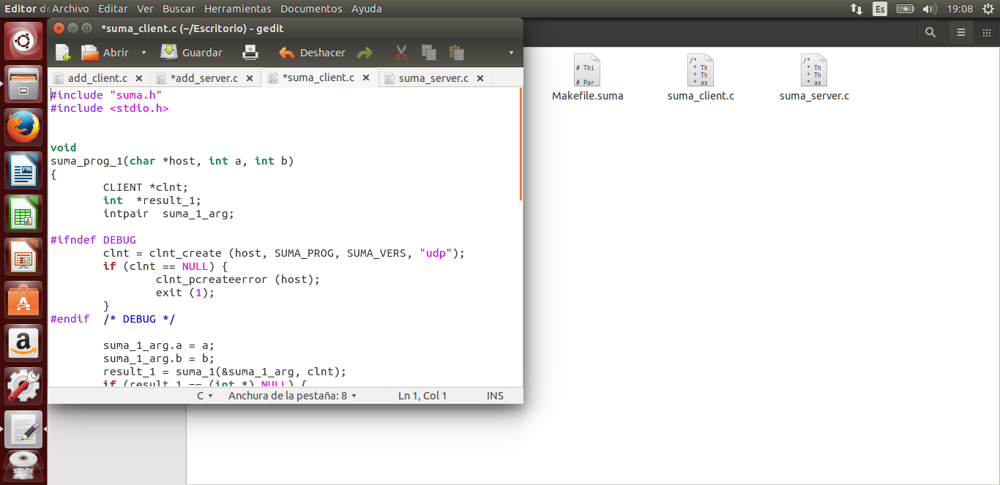 Editor de Archivo Editar Ver Buscar Herramientas Documentos Ayuda Es 19:08
*suma_client.c (~/Escritorio) - gedit
Abrir Guardar Deshacer
add_client.c *add_server.c *suma_client.c suma_server.c
#include "suma.h"
#include <stdio.h>
void
suma_prog_1(char *host, int a, int b)
{
CLIENT *clnt;
int *result_1;
intpair suma_1_arg;
#ifndef DEBUG
clnt = clnt_create (host, SUMA_PROG, SUMA_VERS, "udp");
if (clnt == NULL) {
clnt_pcreateerror (host);
exit (1);
}
#endif /* DEBUG */
suma_1_arg.a = a;
suma_1_arg.b = b;
result_1 = suma_1(&suma_1_arg, clnt);
if (result_1 == (int *) NULL) {
C Anchura de la pestaña: 8 Ln 1, Col 1 INS
# Thi
# Par
Makefile.suma
/*
* Th
* Th
* as
suma_client.c
/*
* Th
* Th
* as
suma_server.c